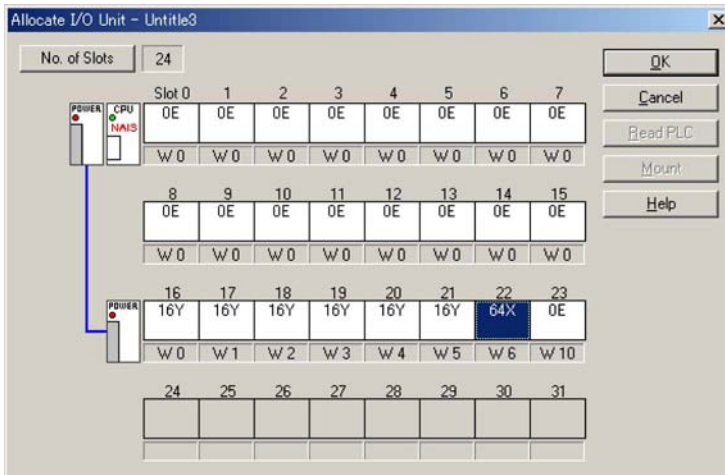 Allocate I/O Unit - Untitle3
No. of Slots 24
OK
Cancel
Read PLC
Mount
Help
Slot 0 1 2 3 4 5 6 7
POWER CPU NAIS 0E 0E 0E 0E 0E 0E 0E 0E
W 0 W 0 W 0 W 0 W 0 W 0 W 0 W 0
8 9 10 11 12 13 14 15
0E 0E 0E 0E 0E 0E 0E 0E
W 0 W 0 W 0 W 0 W 0 W 0 W 0 W 0
16 17 18 19 20 21 22 23
POWER 16Y 16Y 16Y 16Y 16Y 16Y 64X 0E
W 0 W 1 W 2 W 3 W 4 W 5 W 6 W 10
24 25 26 27 28 29 30 31